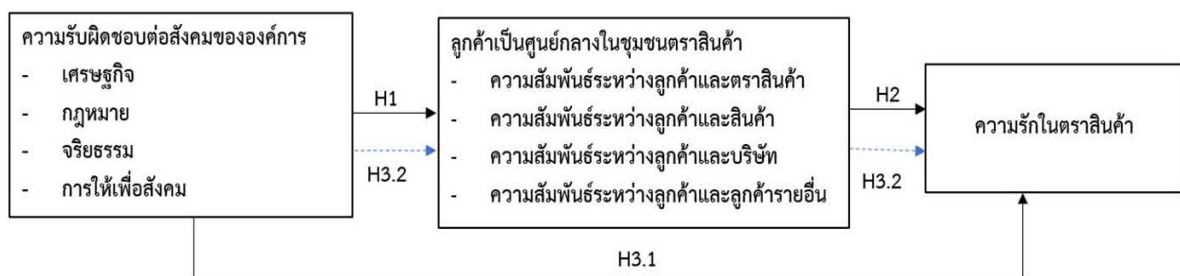 ความรับผิดชอบต่อสังคมขององค์การ
- เศรษฐกิจ
- กฎหมาย
- จริยธรรม
- การให้เพื่อสังคม
H1
H3.2
ลูกค้าเป็นศูนย์กลางในชุมชนตราสินค้า
- ความสัมพันธ์ระหว่างลูกค้าและตราสินค้า
- ความสัมพันธ์ระหว่างลูกค้าและสินค้า
- ความสัมพันธ์ระหว่างลูกค้าและบริษัท
- ความสัมพันธ์ระหว่างลูกค้าและลูกค้ารายอื่น
H2
H3.2
ความรักในตราสินค้า
H3.1